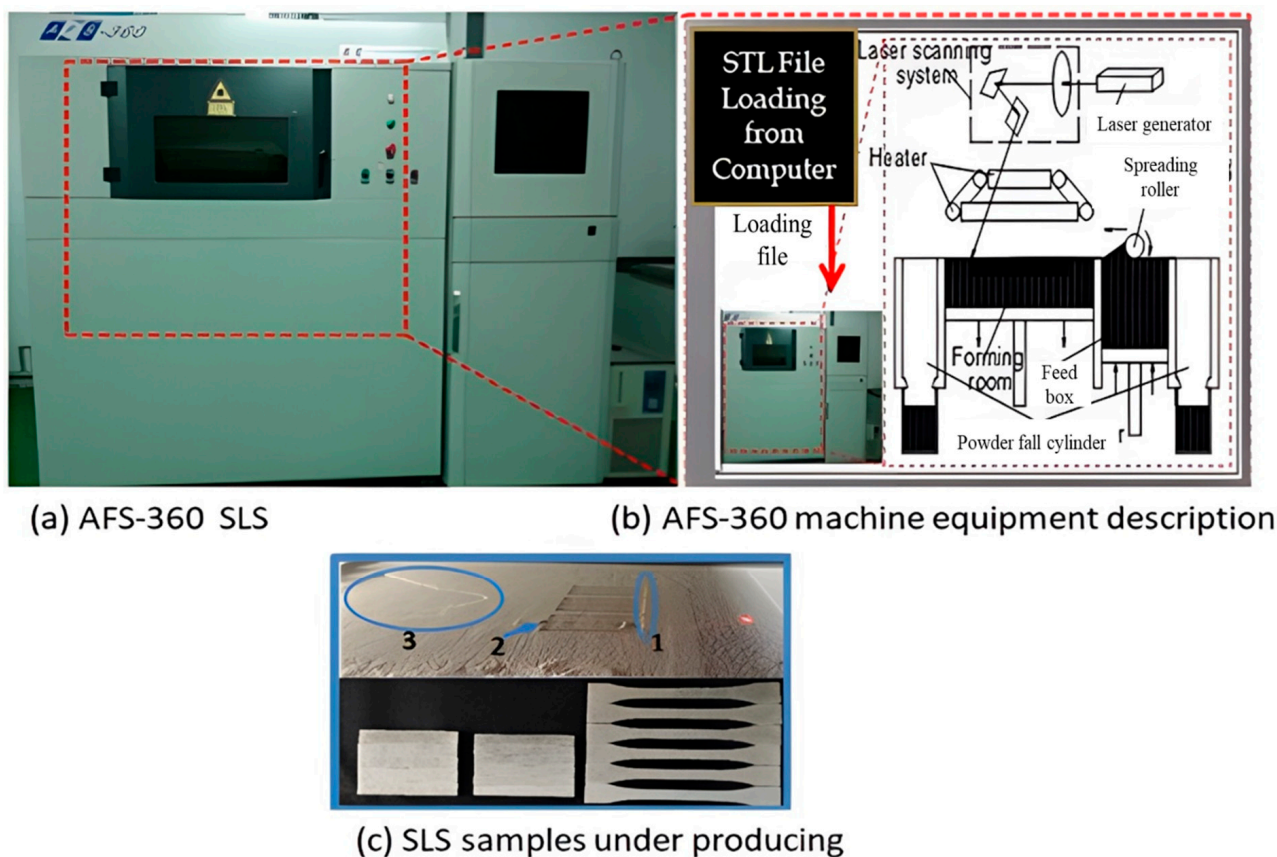 AFS-360
STL File
Loading
from
Computer
Laser scanning
system
Laser generator
Heater
Spreading
roller
Loading
file
Forming
room
Feed
box
Powder fall cylinder
(a) AFS-360 SLS
(b) AFS-360 machine equipment description
3
2
1
(c) SLS samples under producing